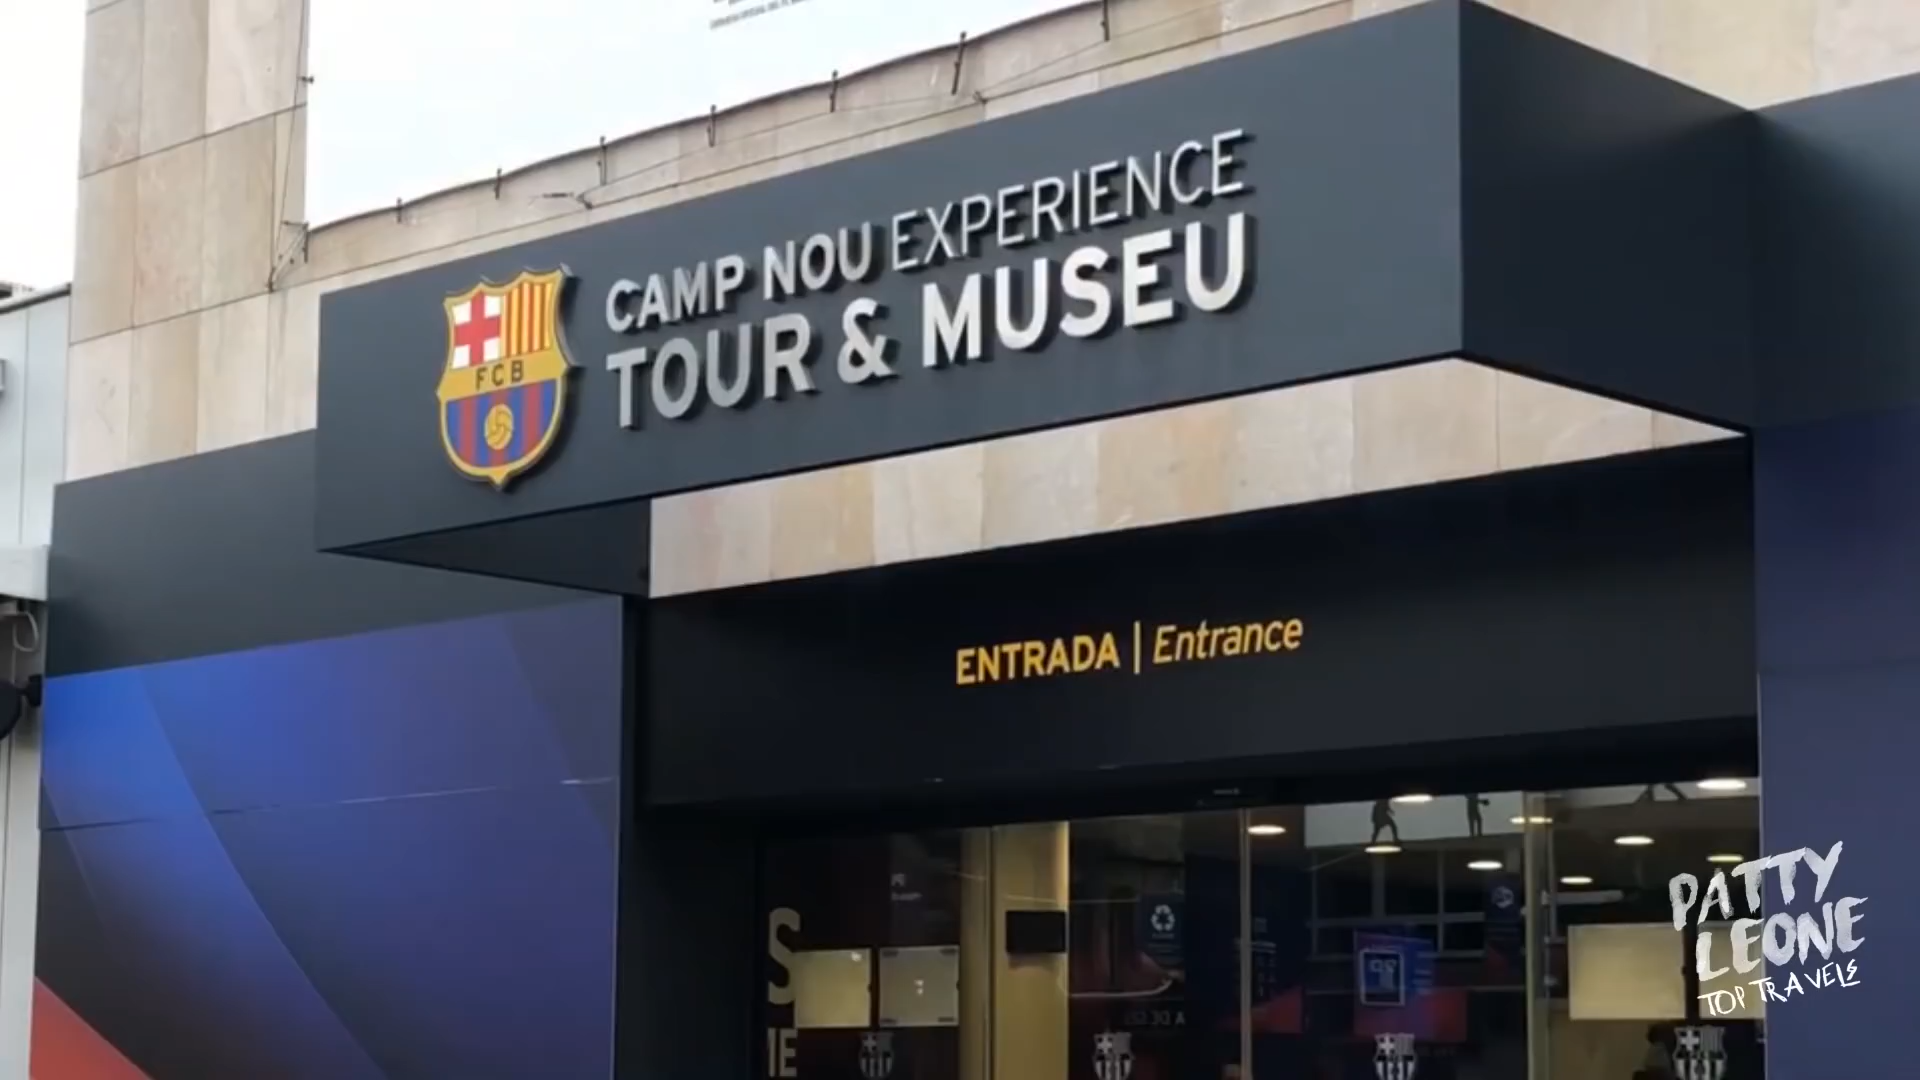 CAMP NOU EXPERIENCE
TOUR & MUSEU
FCB
ENTRADA | Entrance
PATTY
LEONE
TOP TRAVELS